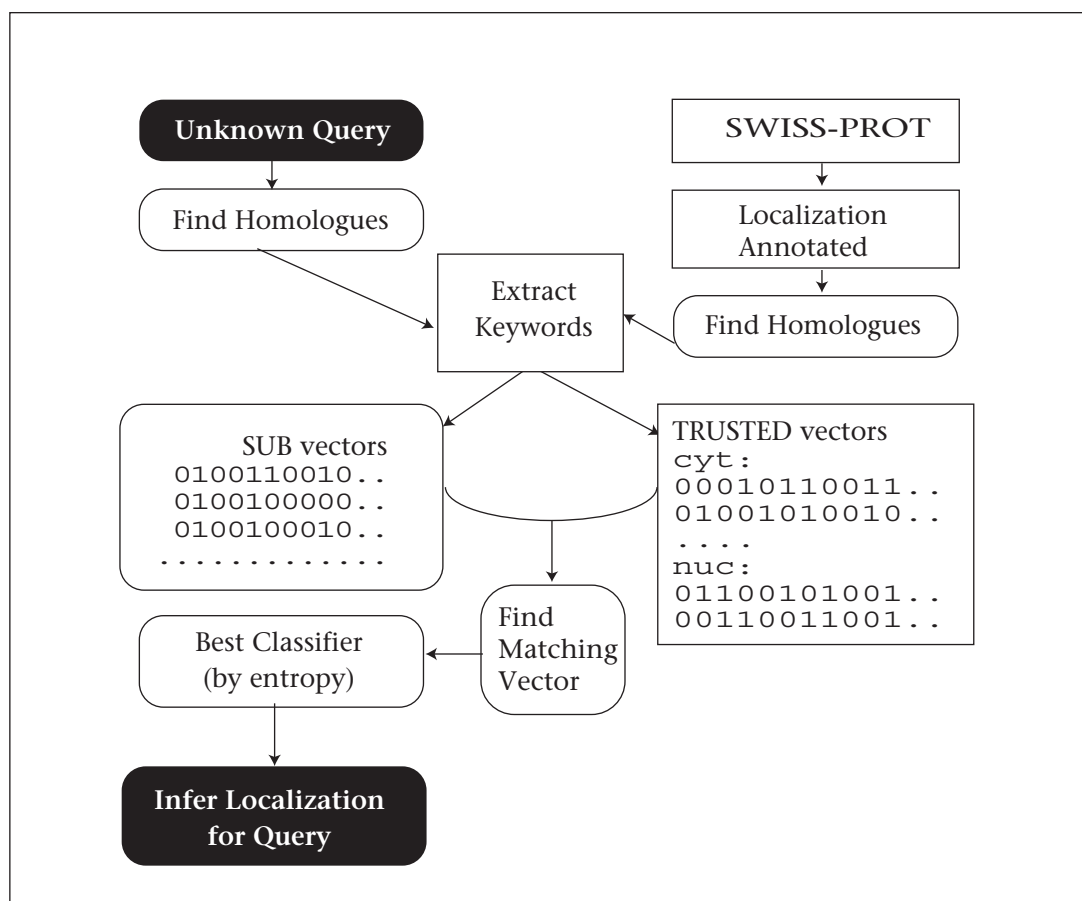 Unknown Query
SWISS-PROT
Find Homologues
Localization
Annotated
Extract
Keywords
Find Homologues
SUB vectors
0100110010..
0100100000..
0100100010..
.............
TRUSTED vectors
cyt:
00010110011..
01001010010..
....
nuc:
01100101001..
00110011001..
Find
Matching
Vector
Best Classifier
(by entropy)
Infer Localization
for Query